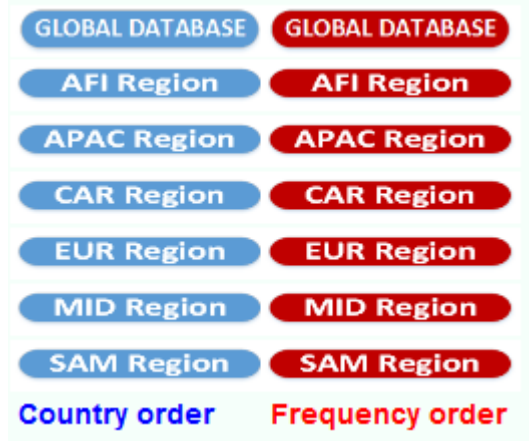 GLOBAL DATABASE GLOBAL DATABASE
AFI Region AFI Region
APAC Region APAC Region
CAR Region CAR Region
EUR Region EUR Region
MID Region MID Region
SAM Region SAM Region
Country order Frequency order